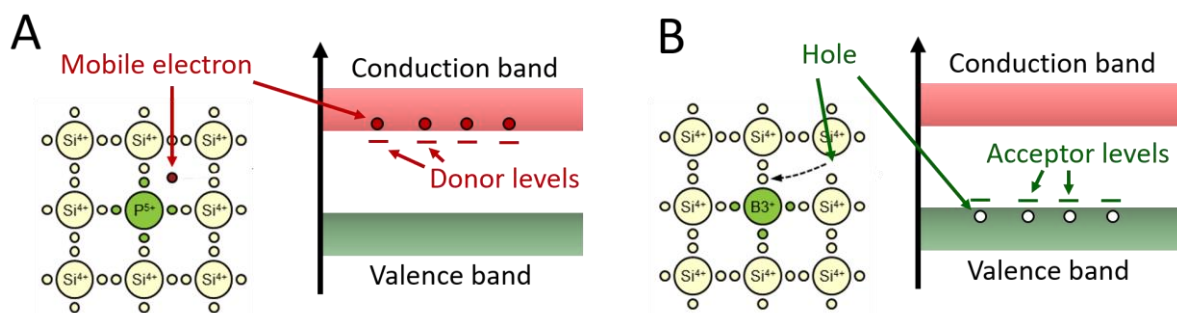 A
Mobile electron
Conduction band
Si⁴⁺ Si⁴⁺ Si⁴⁺
Si⁴⁺ P⁵⁺ Si⁴⁺
Si⁴⁺ Si⁴⁺ Si⁴⁺
Donor levels
Valence band
B
Hole
Conduction band
Si⁴⁺ Si⁴⁺ Si⁴⁺
Si⁴⁺ B3⁺ Si⁴⁺
Si⁴⁺ Si⁴⁺ Si⁴⁺
Acceptor levels
Valence band